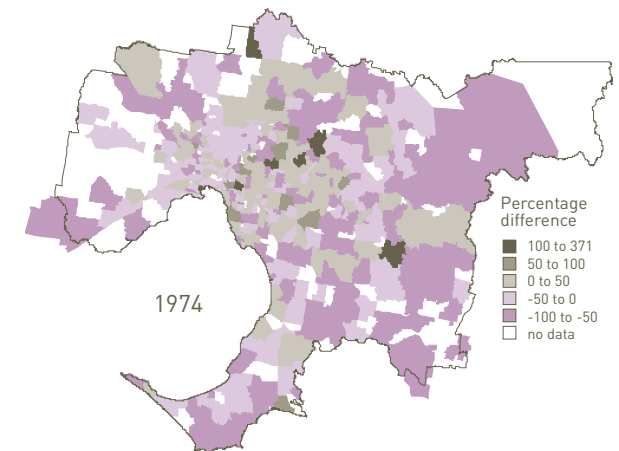 Percentage
difference
100 to 371
50 to 100
0 to 50
-50 to 0
-100 to -50
no data
1974